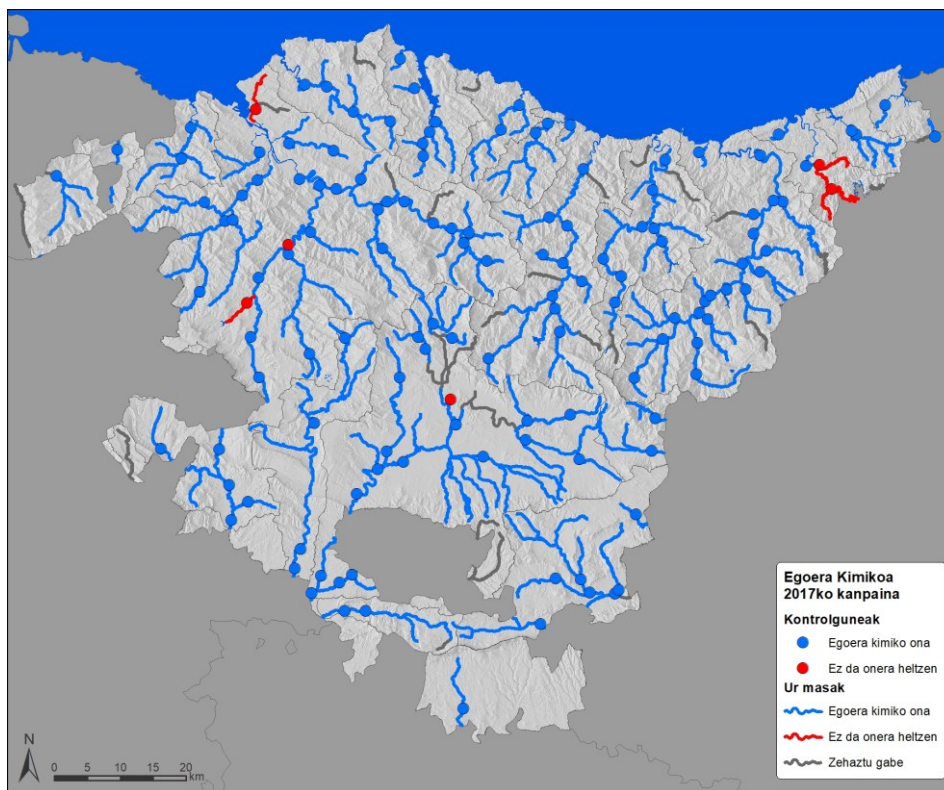 Egoera Kimikoa
2017ko kanpaina
Kontrolguneak
Egoera kimiko ona
Ez da onera heltzen
Ur masak
Egoera kimiko ona
Ez da onera heltzen
Zehaztu gabe
N
0 5 10 15 20
km